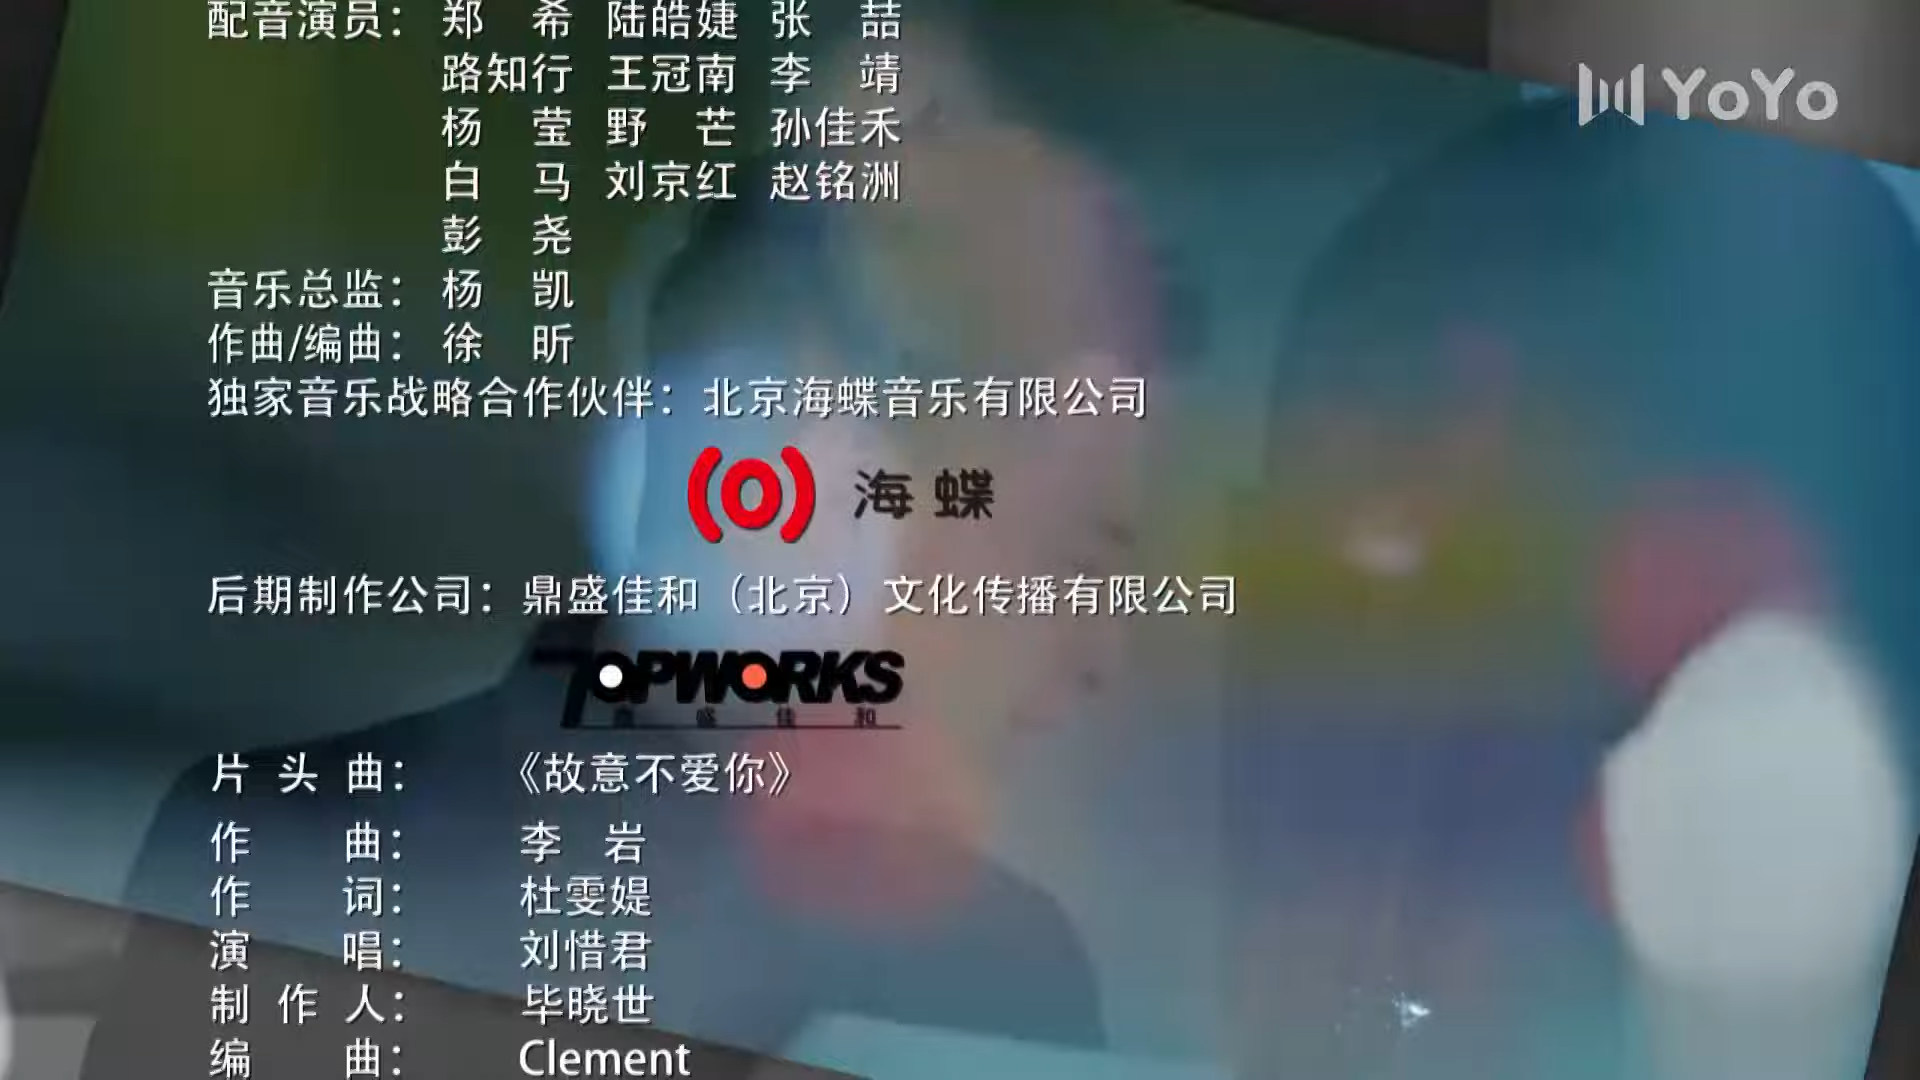 配音演员： 郑 希 陆皓婕 张 喆
YoYo
路知行 王冠南 李 靖
杨 莹 野 芒 孙佳禾
白 马 刘京红 赵铭洲
彭 尧
音乐总监： 杨 凯
作曲/编曲： 徐 昕
独家音乐战略合作伙伴：北京海蝶音乐有限公司
海蝶
后期制作公司：鼎盛佳和（北京）文化传播有限公司
TOPWORKS
鼎盛佳和
片头曲： 《故意不爱你》
作曲： 李 岩
作词： 杜雯媞
演唱： 刘惜君
制作人： 毕晓世
编曲： Clement